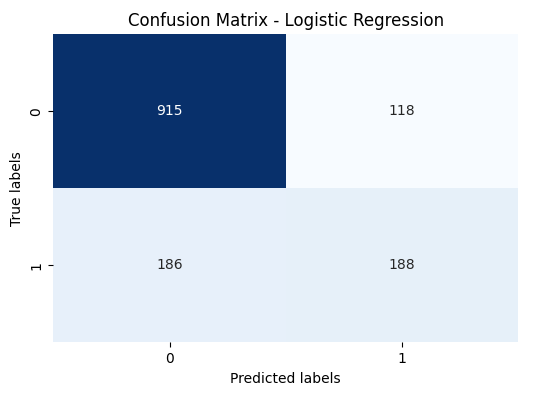 Confusion Matrix - Logistic Regression
True labels
0
915
118
1
186
188
0
1
Predicted labels